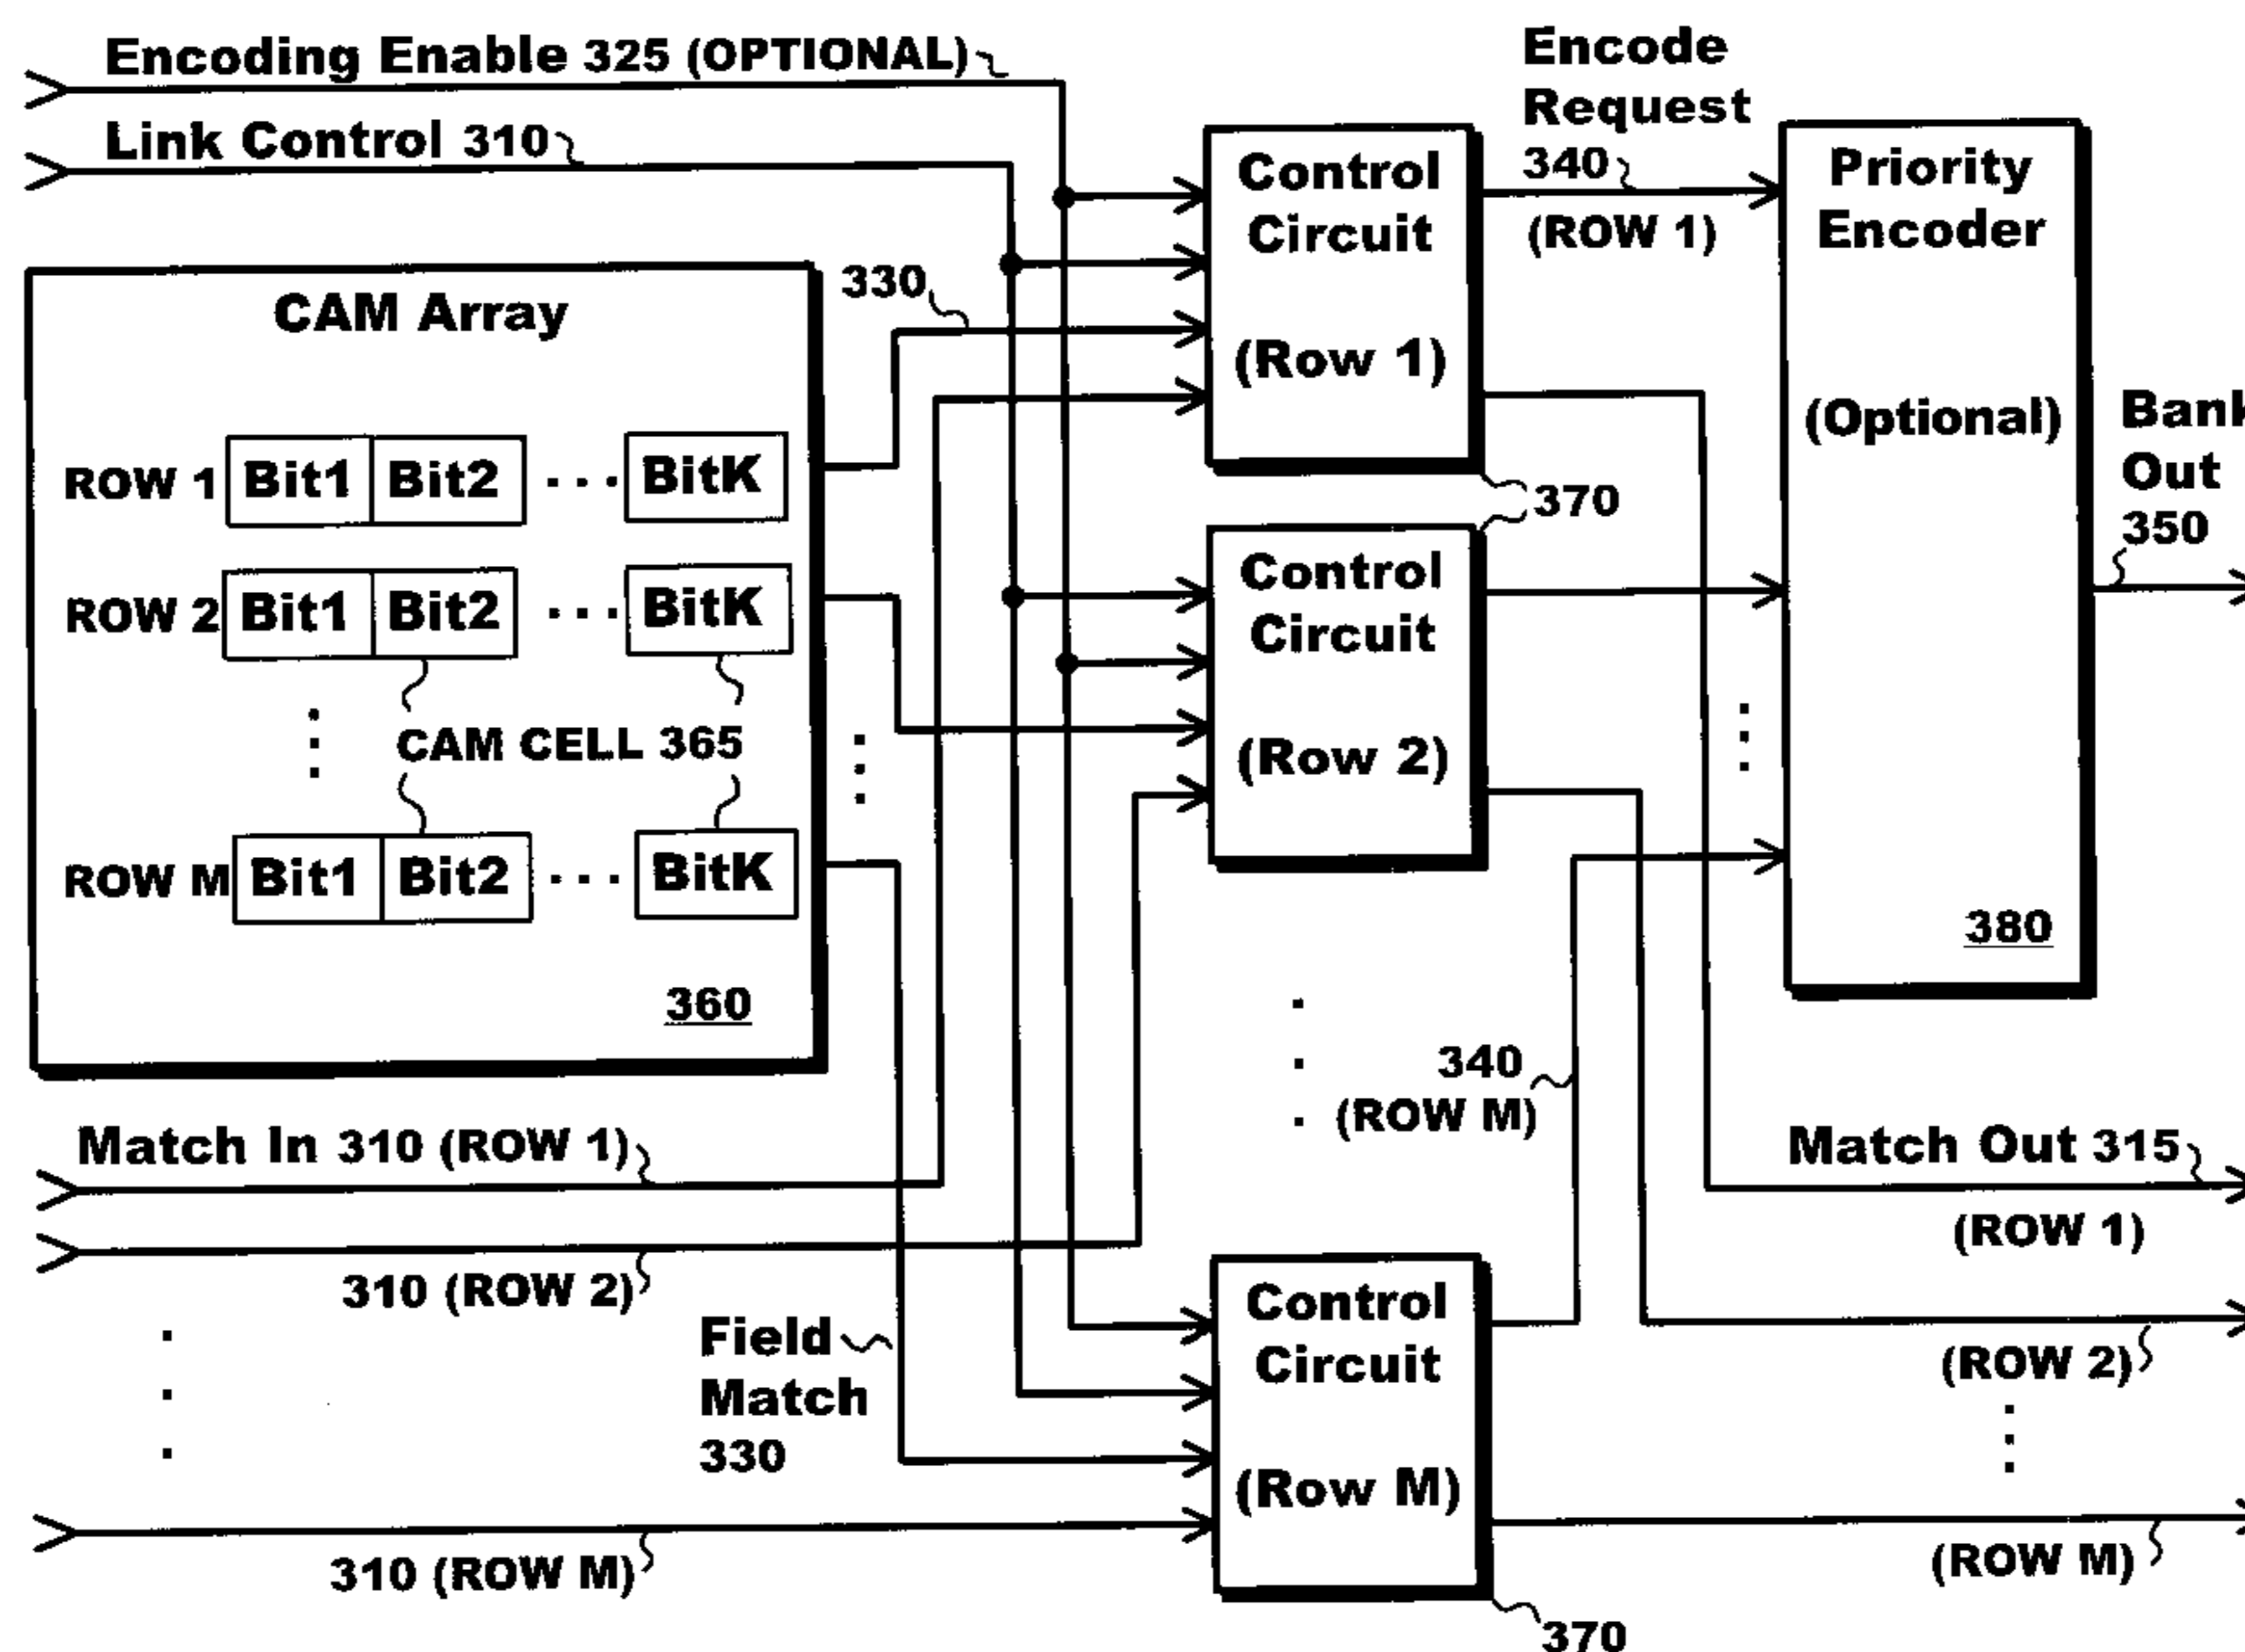 Encoding Enable 325 (OPTIONAL)
Link Control 310
CAM Array
ROW 1 Bit1 Bit2 ... BitK
ROW 2 Bit1 Bit2 ... BitK
CAM CELL 365
ROW M Bit1 Bit2 ... BitK
360
330
Control
Circuit
(Row 1)
370
Control
Circuit
(Row 2)
Encode
Request
340
(ROW 1)
Priority
Encoder
(Optional)
380
Bank
Out
350
340
(ROW M)
Match In 310 (ROW 1)
310 (ROW 2)
310 (ROW M)
Field
Match
330
Control
Circuit
(Row M)
370
Match Out 315
(ROW 1)
(ROW 2)
(ROW M)